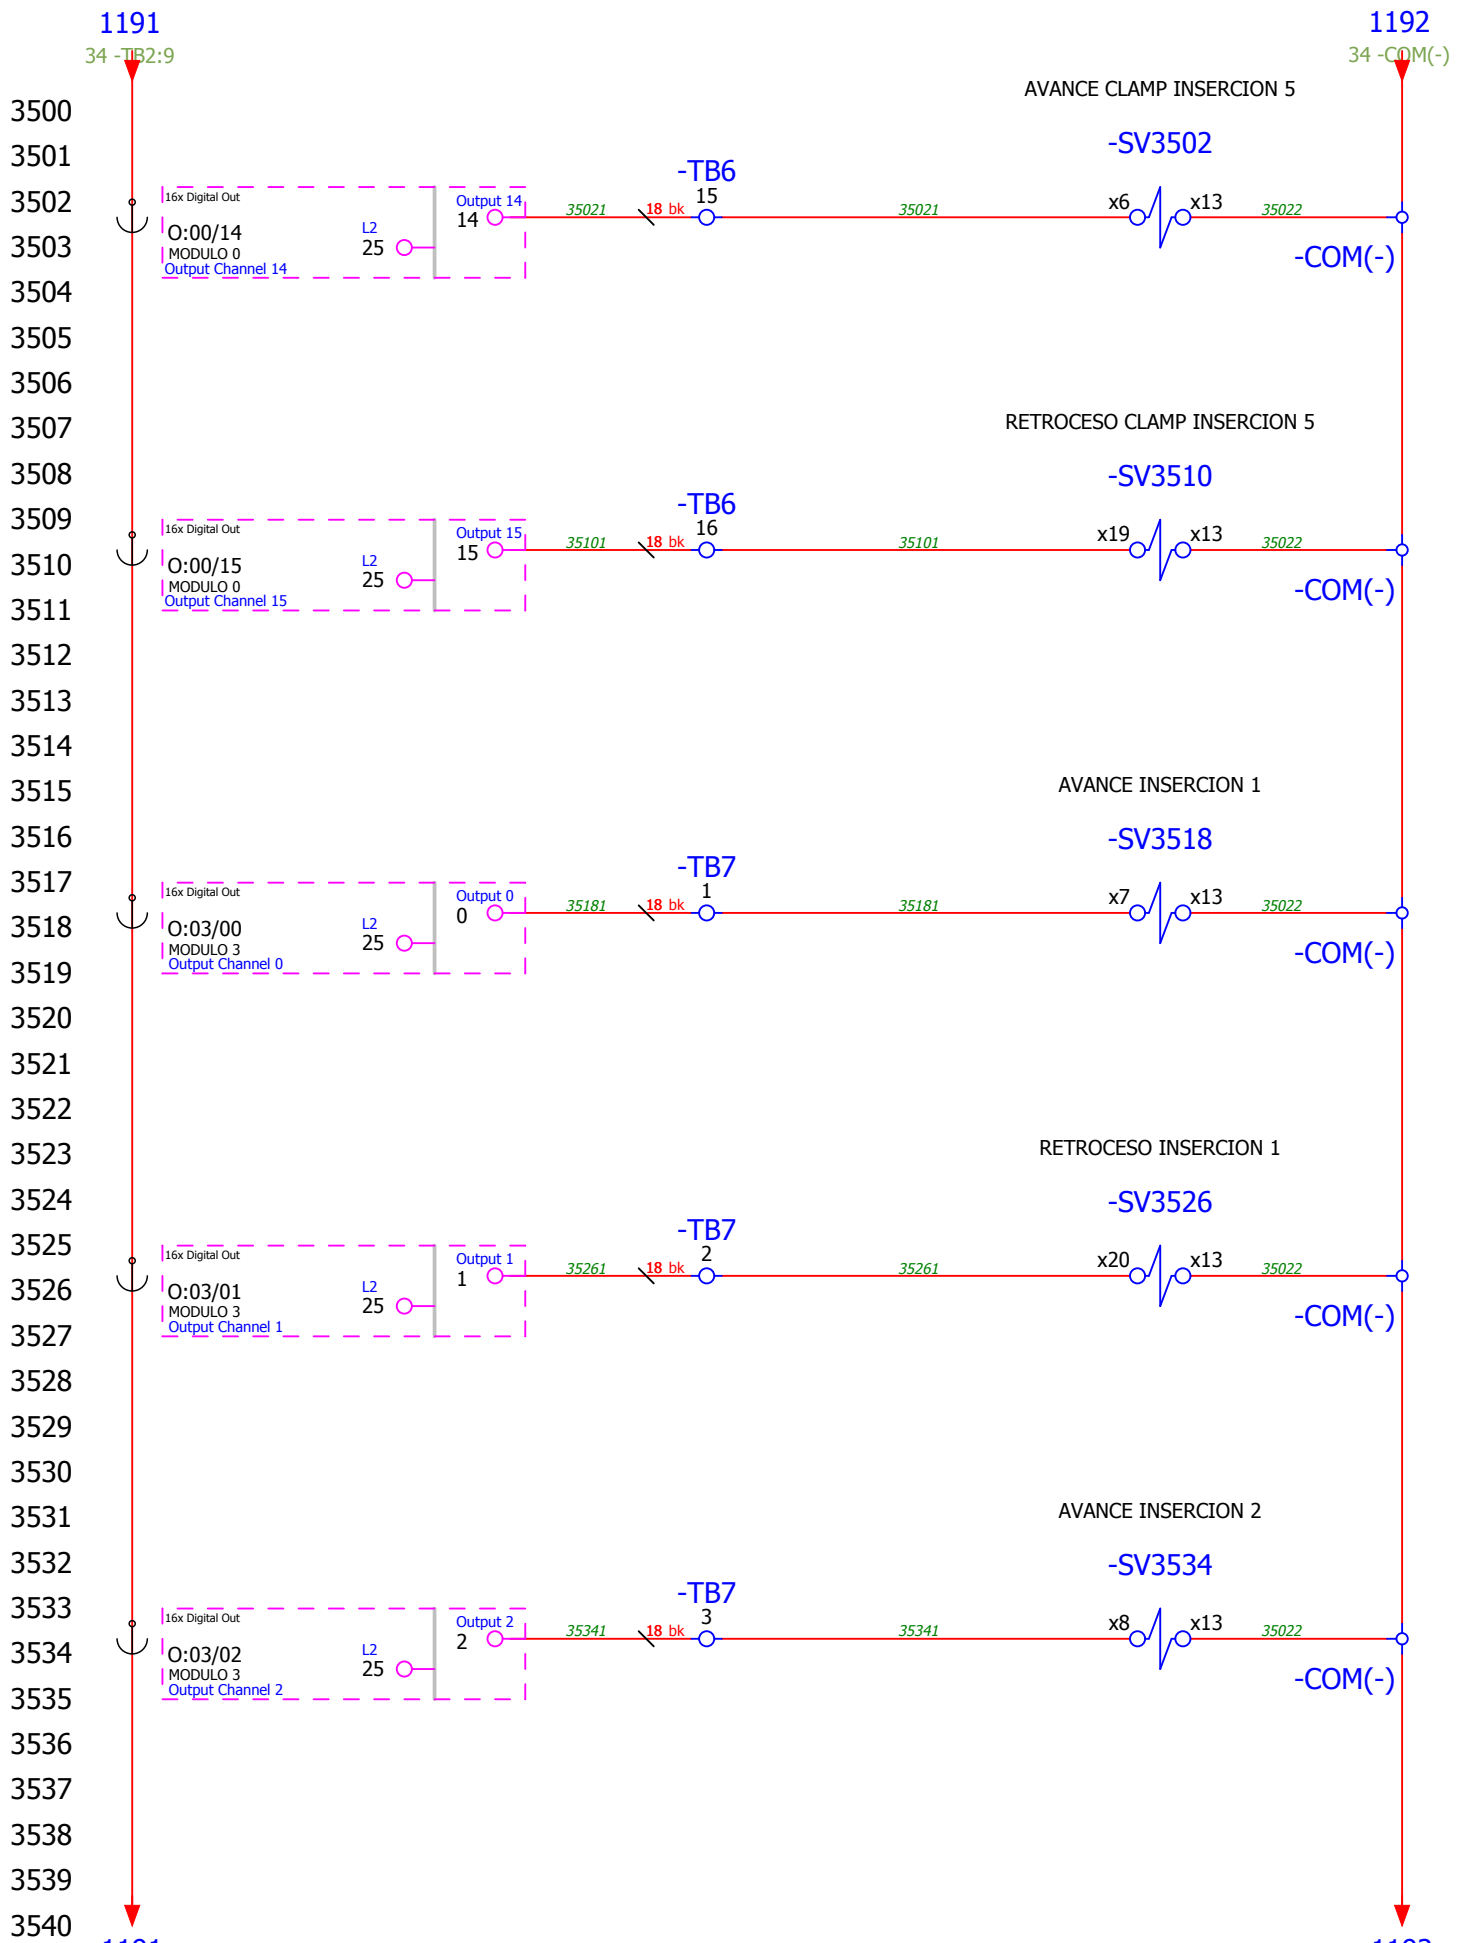 1191 1192
34 -TB2:9 34 -COM(-)
AVANCE CLAMP INSERCION 5
3500
-SV3502
3501
-TB6
3502 16x Digital Out Output 14 15 x6 x13
14 35021 18 bk 35021 35022
O:00/14 L2
3503 MODULO 0 25 -COM(-)
Output Channel 14
3504
3505
3506
3507 RETROCESO CLAMP INSERCION 5
3508 -SV3510
-TB6
3509 16x Digital Out Output 15 16 x19 x13
15 35101 18 bk 35101 35022
3510 O:00/15 L2
MODULO 0 25 -COM(-)
Output Channel 15
3511
3512
3513
3514
3515 AVANCE INSERCION 1
3516 -SV3518
-TB7
3517 16x Digital Out Output 0 1 x7 x13
0 35181 18 bk 35181 35022
3518 O:03/00 L2
MODULO 3 25 -COM(-)
3519 Output Channel 0
3520
3521
3522
3523 RETROCESO INSERCION 1
3524 -SV3526
-TB7
3525 16x Digital Out Output 1 2 x20 x13
1 35261 18 bk 35261 35022
3526 O:03/01 L2
MODULO 3 25 -COM(-)
3527 Output Channel 1
3528
3529
3530
3531 AVANCE INSERCION 2
3532 -SV3534
-TB7
3533 16x Digital Out Output 2 3 x8 x13
2 35341 18 bk 35341 35022
3534 O:03/02 L2
MODULO 3 25 -COM(-)
3535 Output Channel 2
3536
3537
3538
3539
3540